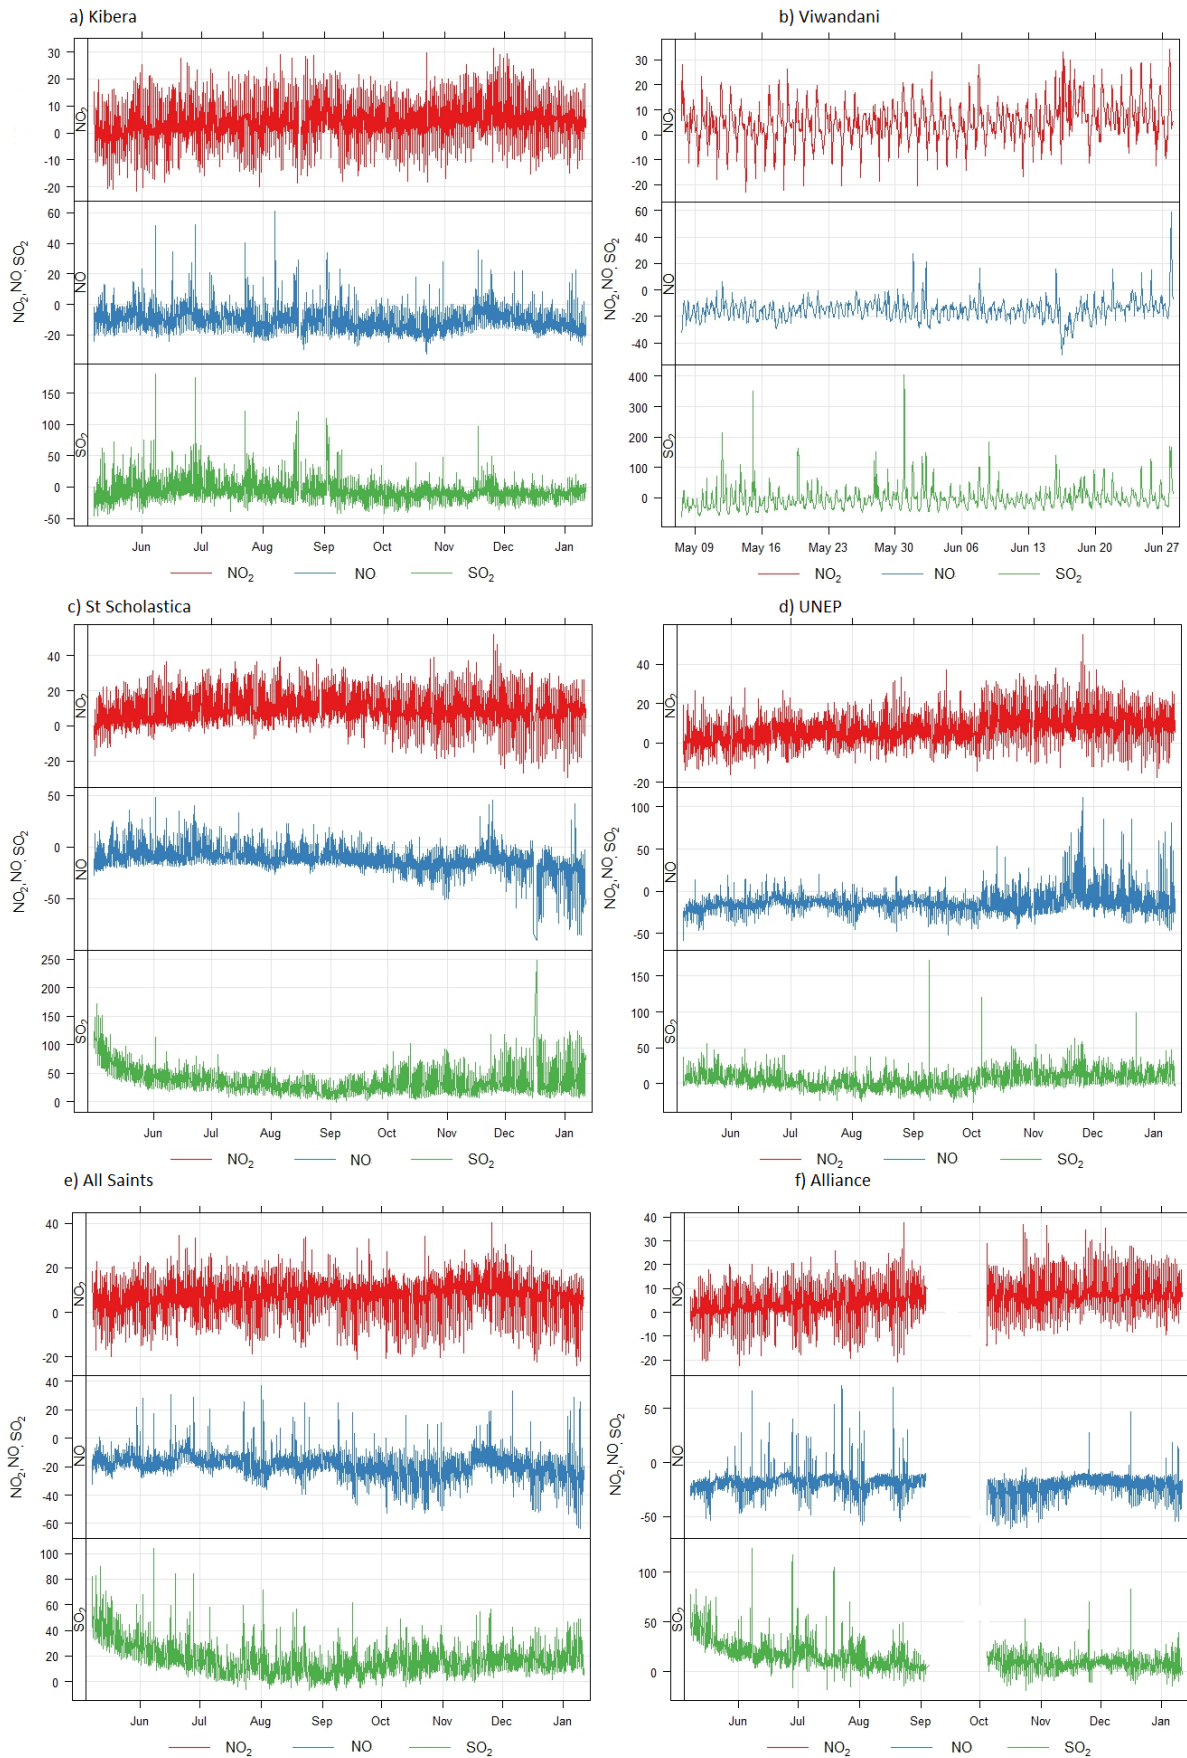 a) Kibera
30
20
10
0
-10
-20
NO2
60
40
20
0
-20
NO
150
100
50
0
-50
SO2
NO2, NO, SO2
Jun Jul Aug Sep Oct Nov Dec Jan
NO2 NO SO2
b) Viwandani
30
20
10
0
-10
-20
NO2
60
40
20
0
-20
-40
NO
400
300
200
100
0
SO2
NO2, NO, SO2
May 09 May 16 May 23 May 30 Jun 06 Jun 13 Jun 20 Jun 27
NO2 NO SO2
c) St Scholastica
40
20
0
-20
NO2
50
0
-50
NO
250
200
150
100
50
0
SO2
NO2, NO, SO2
Jun Jul Aug Sep Oct Nov Dec Jan
NO2 NO SO2
d) UNEP
40
20
0
-20
NO2
100
50
0
-50
NO
150
100
50
0
SO2
NO2, NO, SO2
Jun Jul Aug Sep Oct Nov Dec Jan
NO2 NO SO2
e) All Saints
40
20
0
-20
NO2
40
20
0
-20
-40
-60
NO
100
80
60
40
20
0
SO2
NO2, NO, SO2
Jun Jul Aug Sep Oct Nov Dec Jan
NO2 NO SO2
f) Alliance
40
30
20
10
0
-10
-20
NO2
50
0
-50
NO
100
50
0
SO2
NO2, NO, SO2
Jun Jul Aug Sep Oct Nov Dec Jan
NO2 NO SO2